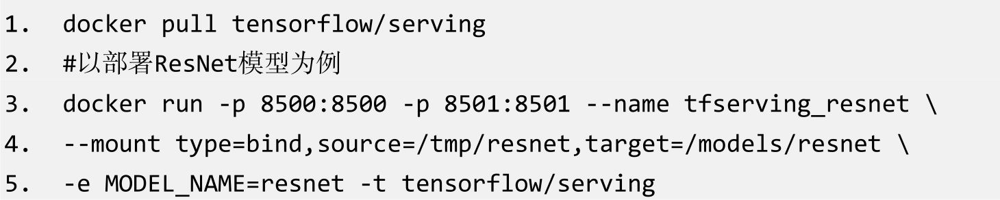 1. docker pull tensorflow/serving
2. #以部署ResNet模型为例
3. docker run -p 8500:8500 -p 8501:8501 --name tfserving_resnet \
4. --mount type=bind,source=/tmp/resnet,target=/models/resnet \
5. -e MODEL_NAME=resnet -t tensorflow/serving